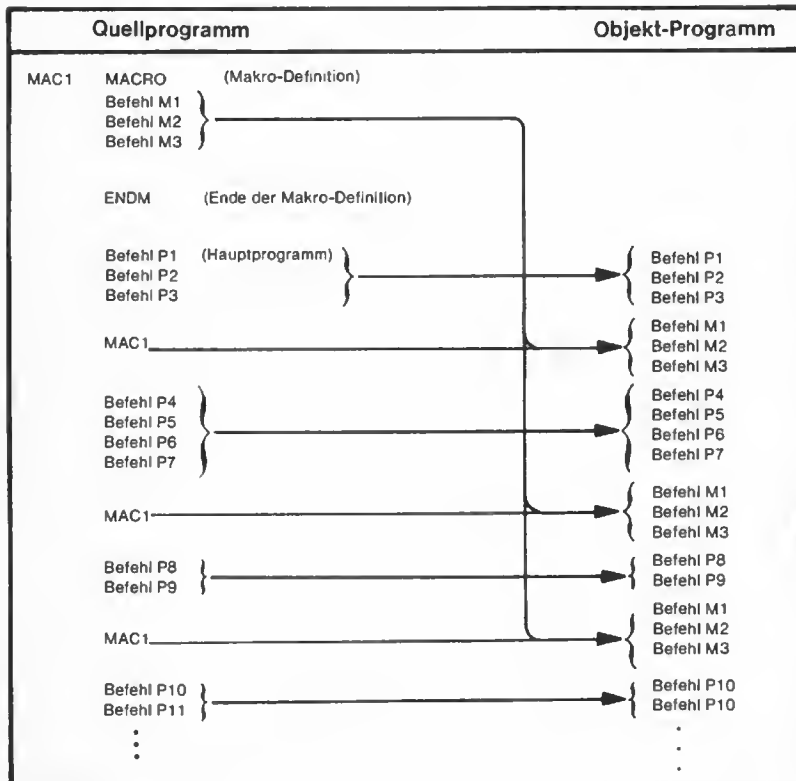 Quellprogramm Objekt-Programm
MAC1 MACRO (Makro-Definition)
Befehl M1
Befehl M2
Befehl M3
ENDM (Ende der Makro-Definition)
Befehl P1 (Hauptprogramm) Befehl P1
Befehl P2 Befehl P2
Befehl P3 Befehl P3
MAC1 Befehl M1
Befehl M2
Befehl M3
Befehl P4 Befehl P4
Befehl P5 Befehl P5
Befehl P6 Befehl P6
Befehl P7 Befehl P7
MAC1 Befehl M1
Befehl M2
Befehl M3
Befehl P8 Befehl P8
Befehl P9 Befehl P9
MAC1 Befehl M1
Befehl M2
Befehl M3
Befehl P10 Befehl P10
Befehl P11 Befehl P10